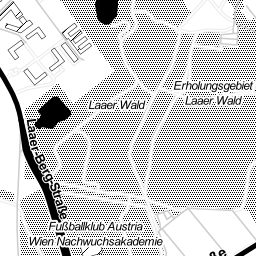 Erholungsgebiet
Laaer Wald
Laaer Wald
Laaer-Berg-Straße
Fußballklub Austria
Wien Nachwuchsakademie